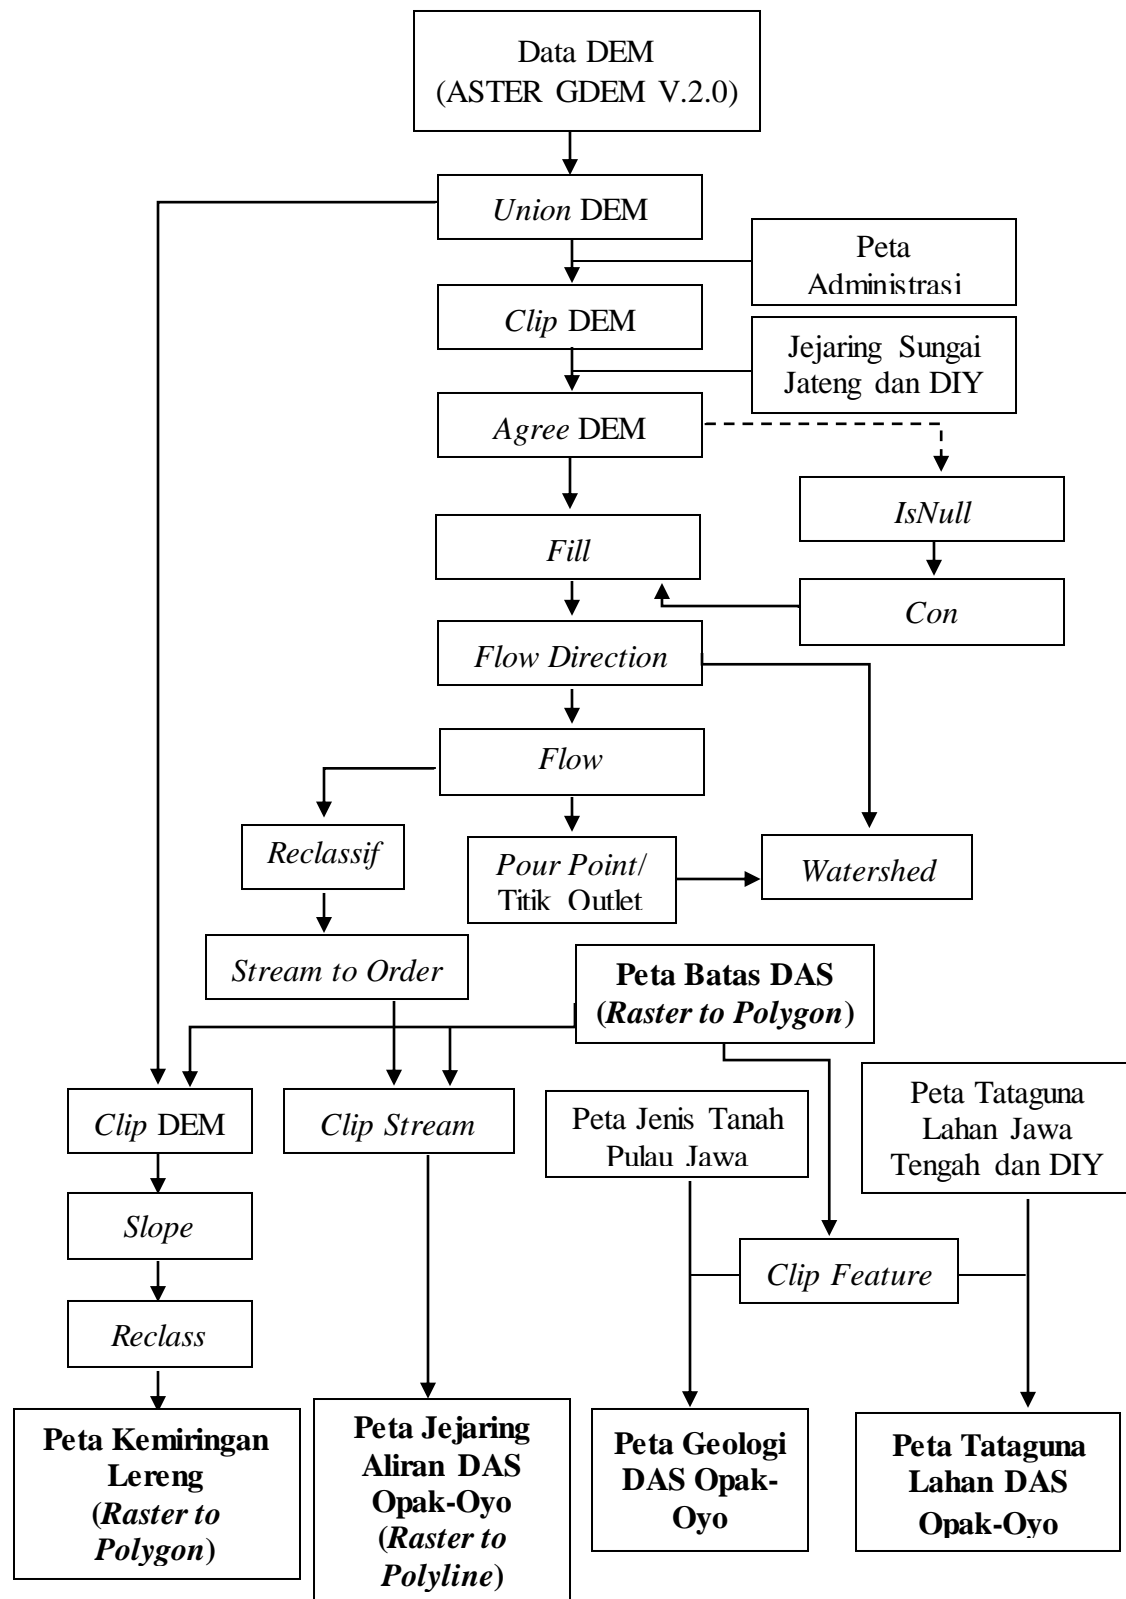 Data DEM
(ASTER GDEM V.2.0)
Union DEM
Peta
Administrasi
Clip DEM
Jejaring Sungai
Jateng dan DIY
Agree DEM
IsNull
Fill
Con
Flow Direction
Flow
Reclassif
Pour Point/
Titik Outlet
Watershed
Stream to Order
Peta Batas DAS
(Raster to Polygon)
Clip DEM
Clip Stream
Peta Jenis Tanah
Pulau Jawa
Peta Tataguna
Lahan Jawa
Tengah dan DIY
Slope
Clip Feature
Reclass
Peta Kemiringan
Lereng
(Raster to
Polygon)
Peta Jejaring
Aliran DAS
Opak-Oyo
(Raster to
Polyline)
Peta Geologi
DAS Opak-
Oyo
Peta Tataguna
Lahan DAS
Opak-Oyo